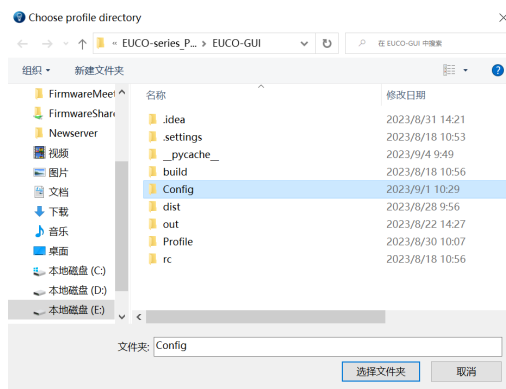 Choose profile directory
« EUCO-series_P... › EUCO-GUI
在 EUCO-GUI 中搜索
组织 新建文件夹
名称 修改日期
FirmwareMeet
FirmwareShar
Newserver
视频
图片
文档
下载
音乐
桌面
本地磁盘 (C:)
本地磁盘 (D:)
本地磁盘 (E:)
.idea 2023/8/31 14:21
.settings 2023/8/18 10:53
__pycache__ 2023/9/4 9:49
build 2023/8/18 10:56
Config 2023/9/1 10:29
dist 2023/8/28 9:56
out 2023/8/22 14:27
Profile 2023/8/30 10:07
rc 2023/8/18 10:56
文件夹: Config
选择文件夹 取消